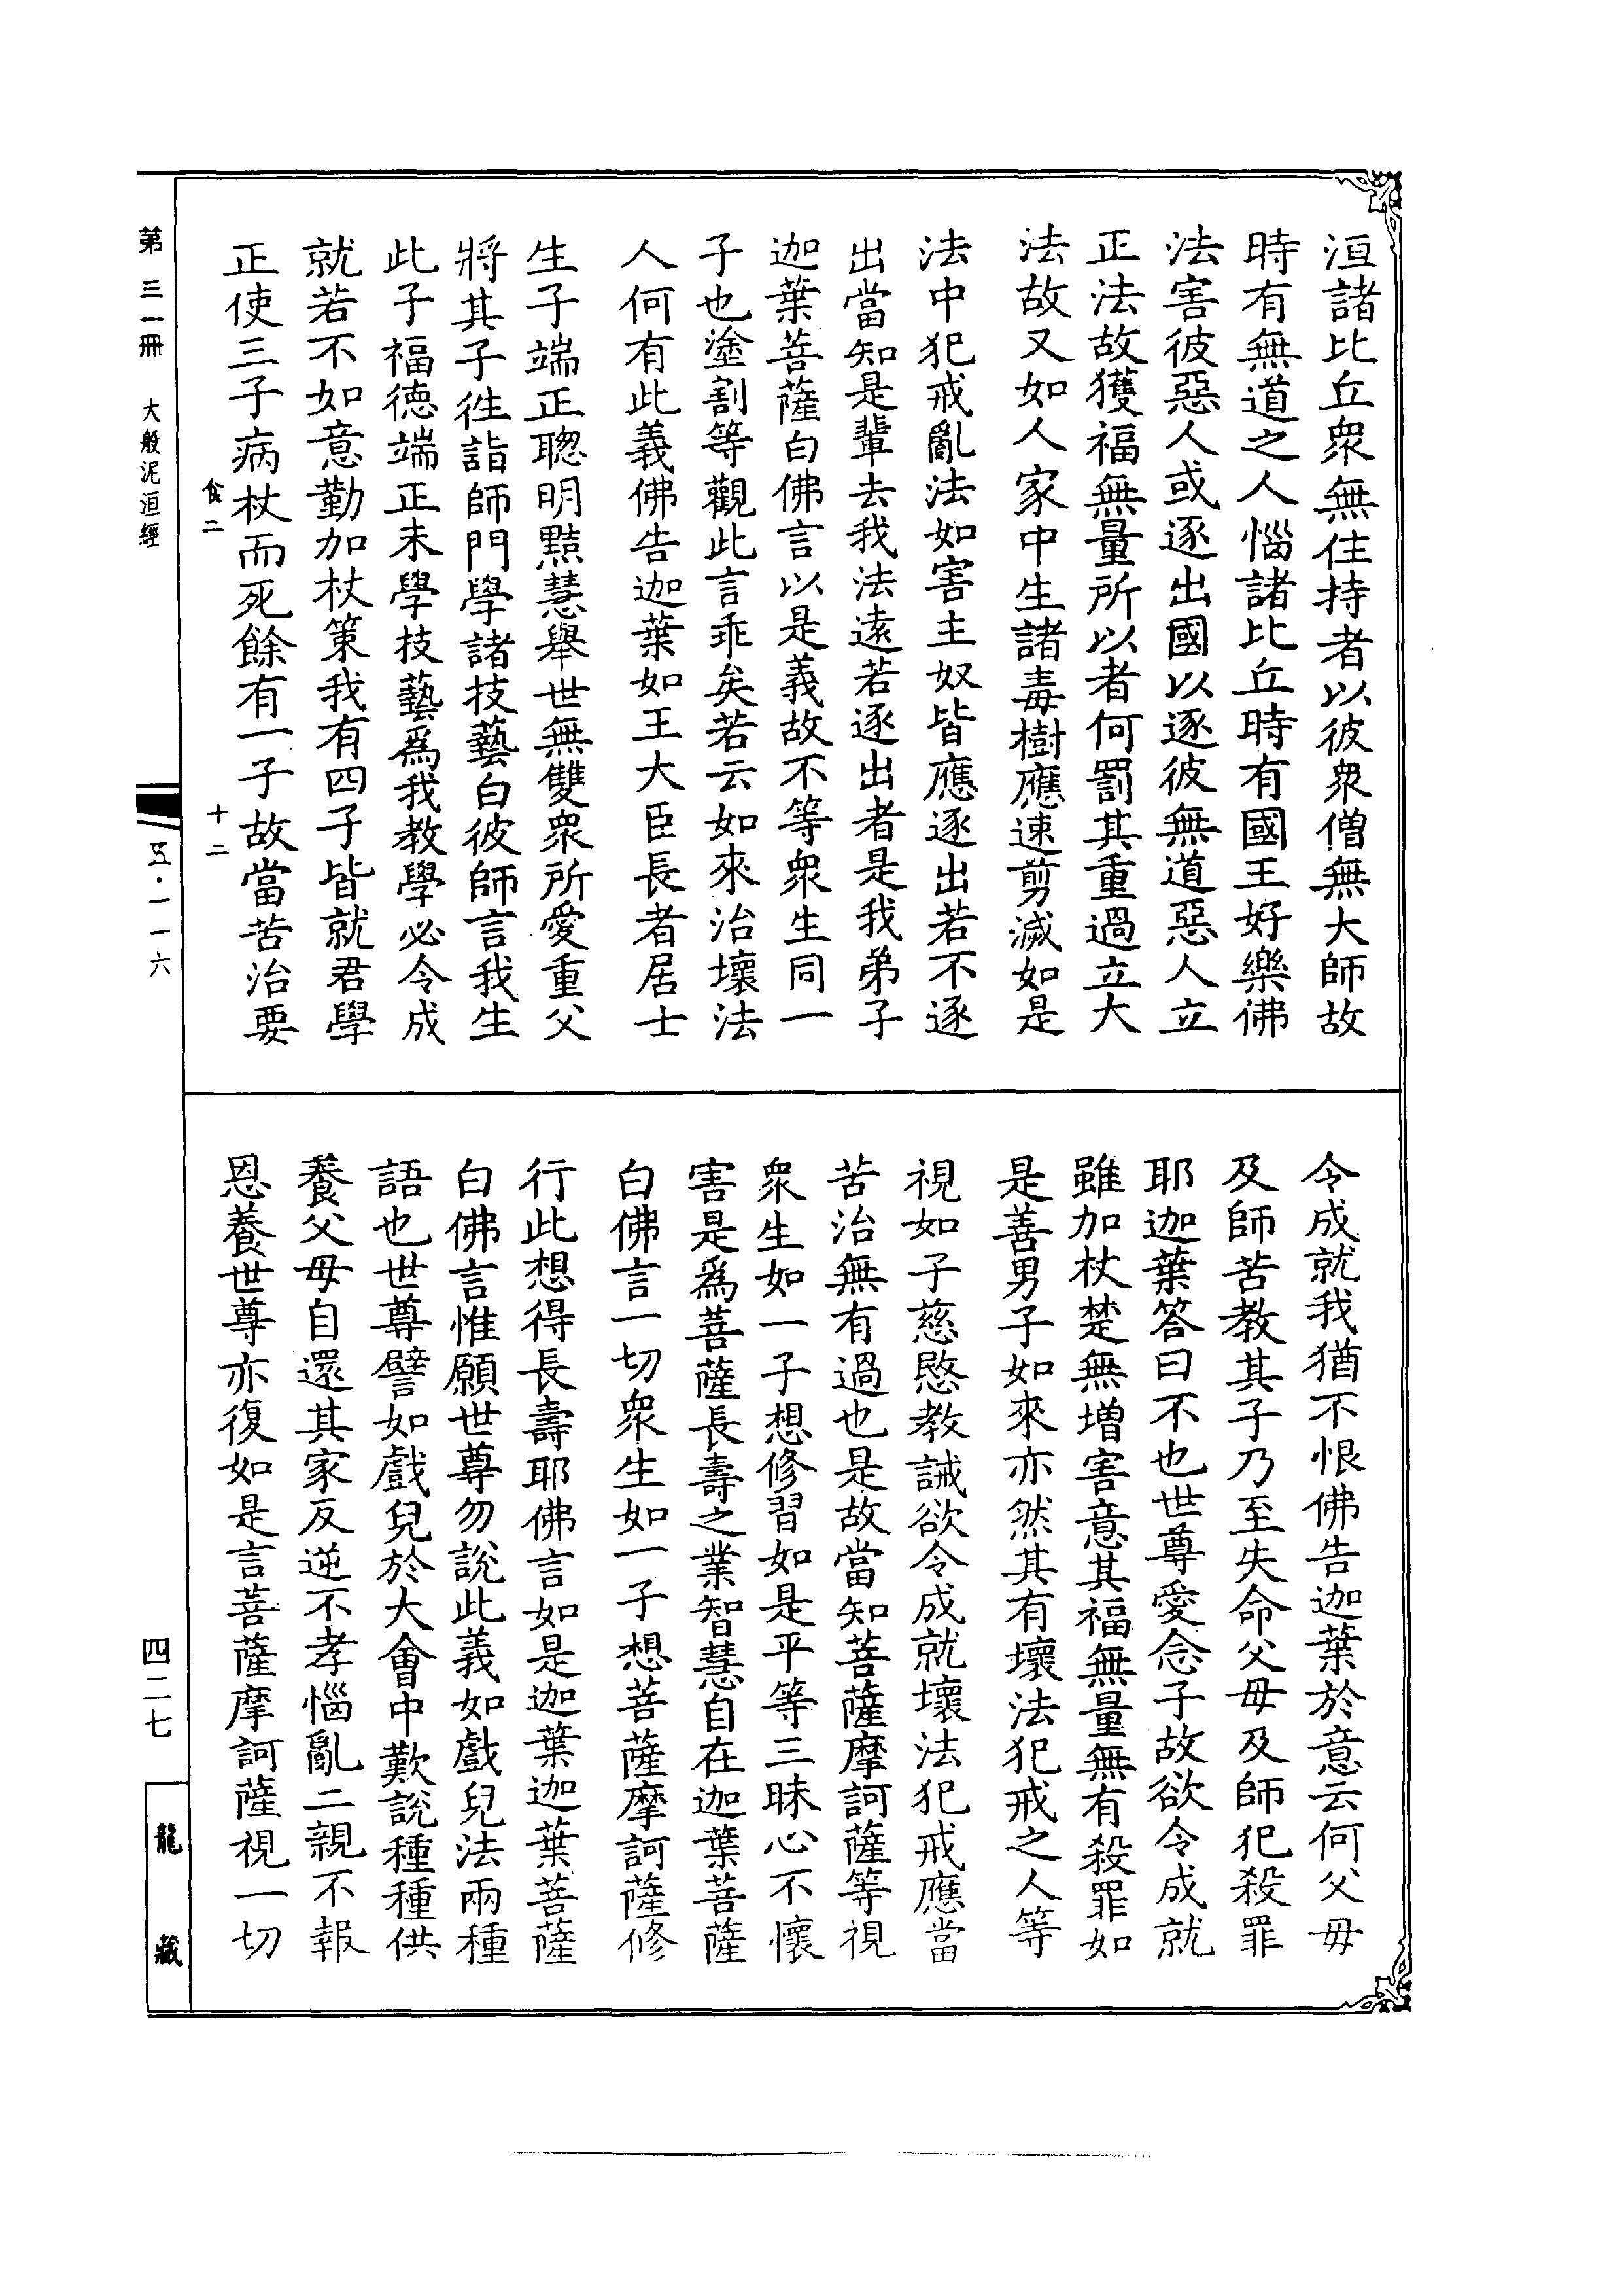 洹諸比丘衆無住持者以彼衆僧無大師故
時有無道之人惱諸比丘時有國王好樂佛
法害彼惡人或逐出國以逐彼無道惡人立
正法故獲福無量所以者何罰其重過立大
法故又如人家中生諸毒樹應速剪滅如是
法中犯戒亂法如害主奴皆應逐出若不逐
出當知是輩去我法遠若逐出者是我弟子
迦葉菩薩白佛言以是義故不等衆生同一
子也塗割等觀此言乖矣若云如來治壞法
人何有此義佛告迦葉如王大臣長者居士
生子端正聰明黠慧舉世無雙衆所愛重父
將其子往詣師門學諸技藝白彼師言我生
此子福德端正未學技藝爲我教學必令成
就若不如意勤加杖策我有四子皆就君學
正使三子病杖而死餘有一子故當苦治要
食二
十二
令成就我猶不恨佛告迦葉於意云何父母
及師苦教其子乃至失命父母及師犯殺罪
耶迦葉答曰不也世尊愛念子故欲令成就
雖加杖楚無增害意其福無量無有殺罪如
是善男子如來亦然其有壞法犯戒之人等
視如子慈愍教誡欲令成就壞法犯戒應當
苦治無有過也是故當知菩薩摩訶薩等視
衆生如一子想修習如是平等三昧心不懷
害是爲菩薩長壽之業智慧自在迦葉菩薩
白佛言一切衆生如一子想菩薩摩訶薩修
行此想得長壽耶佛言如是迦葉迦葉菩薩
白佛言惟願世尊勿說此義如戲兒法兩種
語也世尊譬如戲兒於大會中歎說種種供
養父母自還其家反逆不孝惱亂二親不報
恩養世尊亦復如是言菩薩摩訶薩視一切
第三一冊 大般泥洹經
五·一一六
四二七
龍藏